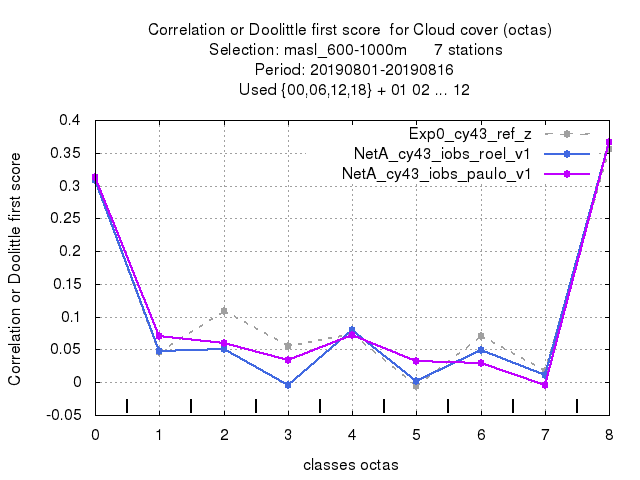 Correlation or Doolittle first score  for Cloud cover (octas)
Selection: masl_600-1000m      7 stations
Period: 20190801-20190816
Used {00,06,12,18} + 01 02 ... 12
Exp0_cy43_ref_z
NetA_cy43_iobs_roel_v1
NetA_cy43_iobs_paulo_v1
Correlation or Doolittle first score
0.4
0.35
0.3
0.25
0.2
0.15
0.1
0.05
0
-0.05
0 1 2 3 4 5 6 7 8
classes octas